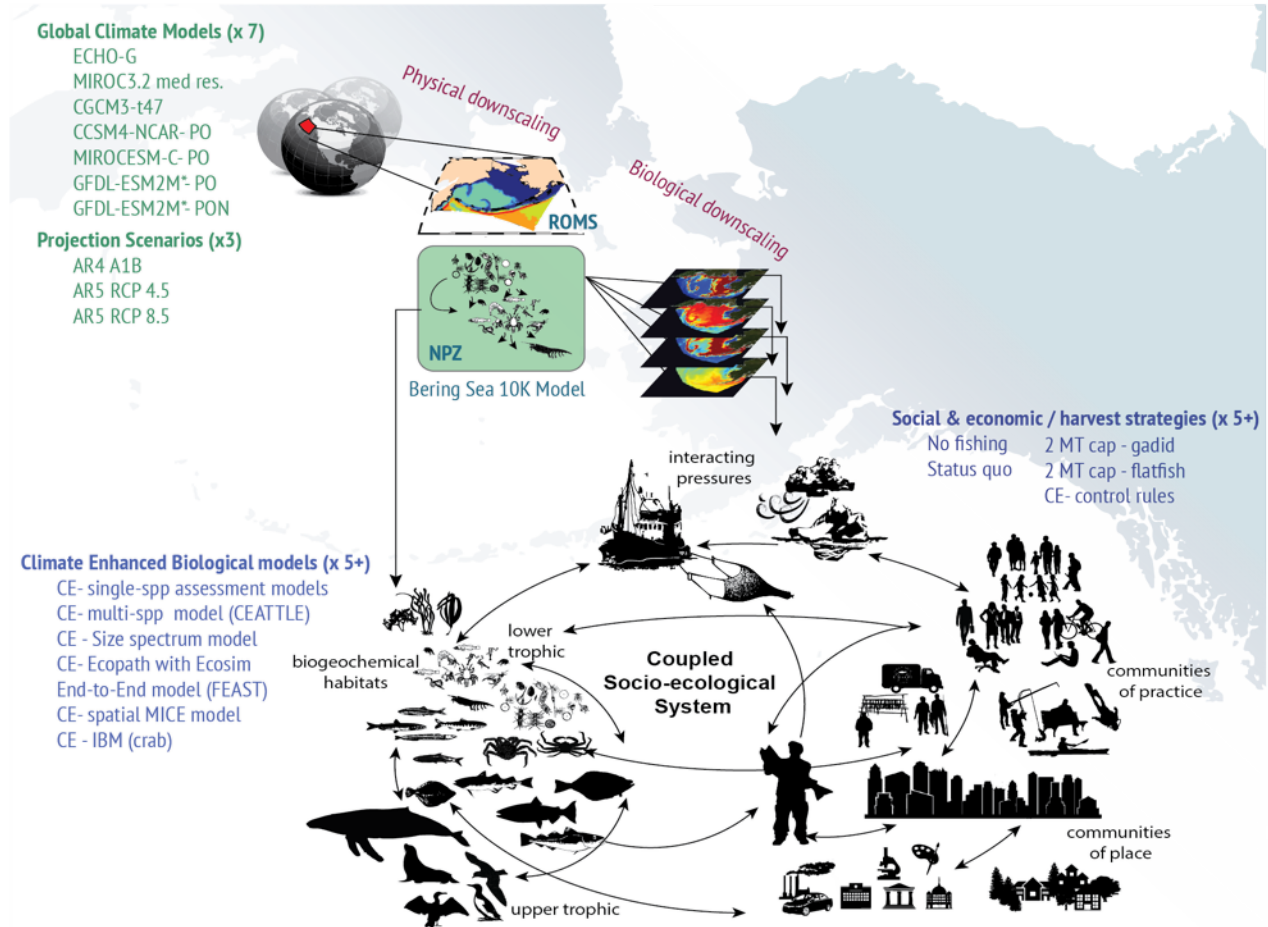 Global Climate Models (x 7)
ECHO-G
MIROC3.2 med res.
CGCM3-t47
CCSM4-NCAR- PO
MIROCESM-C- PO
GFDL-ESM2M*- PO
GFDL-ESM2M*- PON
Projection Scenarios (x3)
AR4 A1B
AR5 RCP 4.5
AR5 RCP 8.5
Physical downscaling
ROMS
Biological downscaling
NPZ
Bering Sea 10K Model
Social & economic / harvest strategies (x 5+)
No fishing
Status quo
2 MT cap - gadid
2 MT cap - flatfish
CE- control rules
Climate Enhanced Biological models (x 5+)
CE- single-spp assessment models
CE- multi-spp model (CEATTLE)
CE - Size spectrum model
CE- Ecopath with Ecosim
End-to-End model (FEAST)
CE- spatial MICE model
CE - IBM (crab)
interacting
pressures
lower
trophic
biogeochemical
habitats
Coupled
Socio-ecological
System
communities
of practice
communities
of place
upper trophic